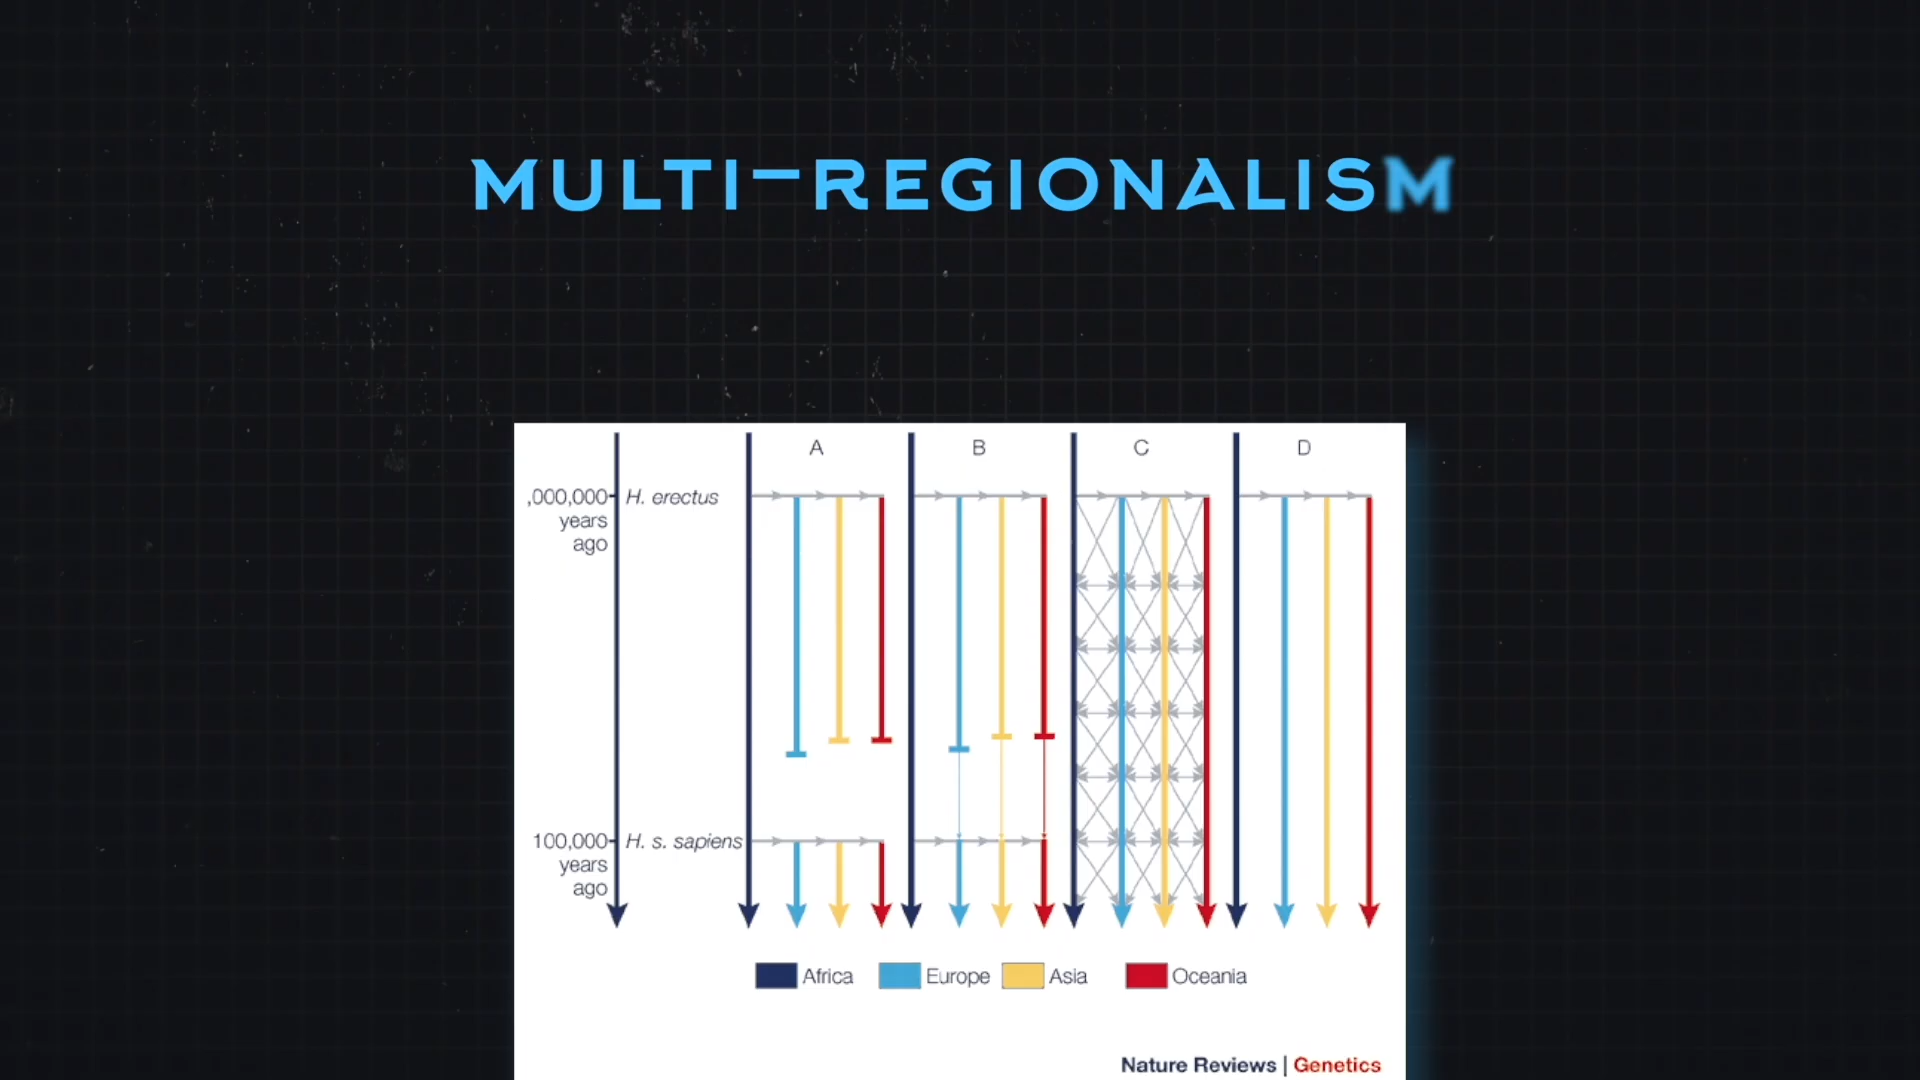 MULTI-REGIONALISM
A B C D
,000,000 H. erectus
years
ago
100,000 H. s. sapiens
years
ago
Africa Europe Asia Oceania
Nature Reviews | Genetics